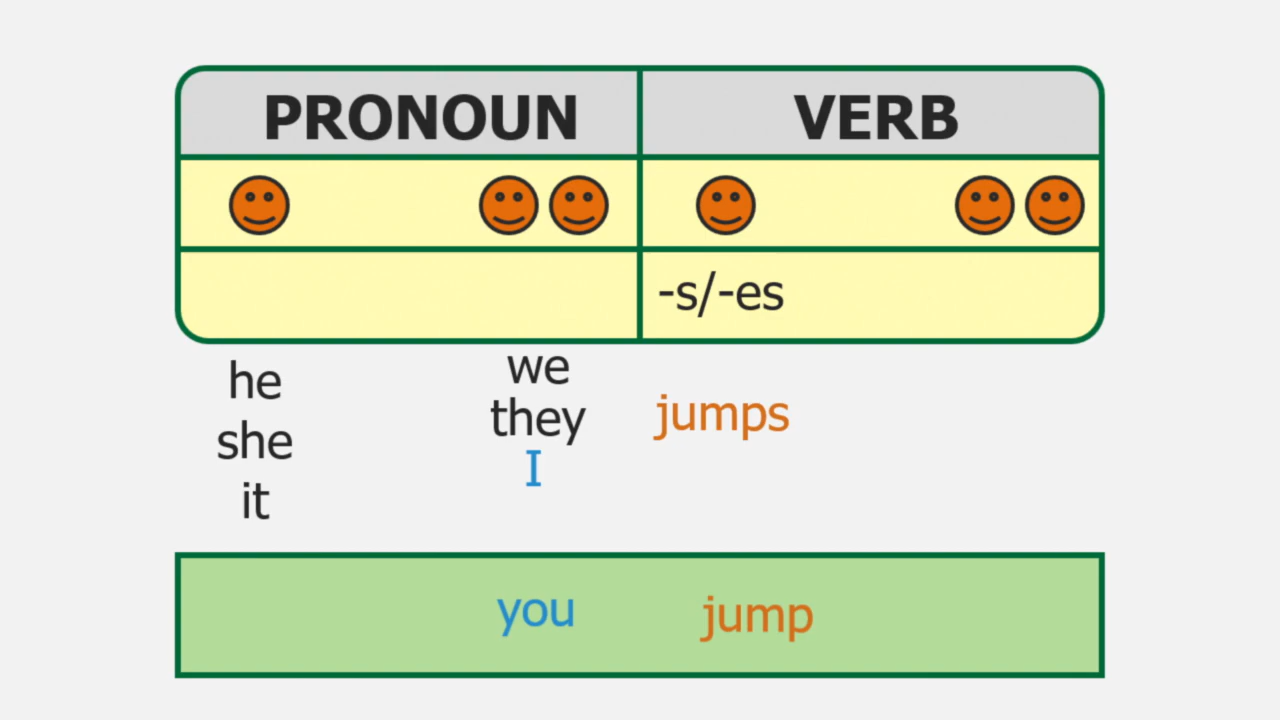 PRONOUN VERB
-s/-es
he
she
it
we
they
I
jumps
you jump